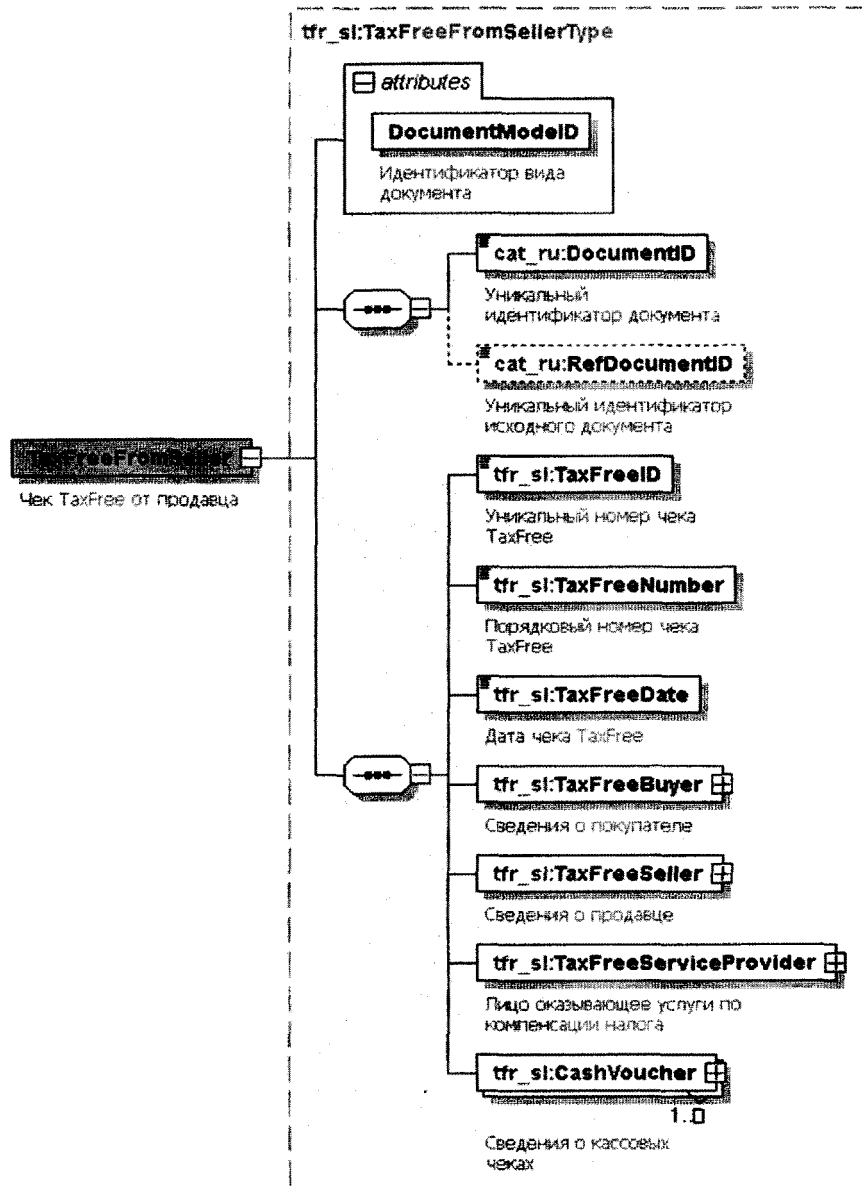 tfr_sl:TaxFreeFromSellerType
attributes
DocumentModeID
Идентификатор вида
документа
cat_ru:DocumentID
Уникальный
идентификатор документа
cat_ru:RefDocumentID
Уникальный идентификатор
исходного документа
TaxFreeFromSeller
Чек TaxFree от продавца
tfr_sl:TaxFreeID
Уникальный номер чека
TaxFree
tfr_sl:TaxFreeNumber
Порядковый номер чека
TaxFree
tfr_sl:TaxFreeDate
Дата чека TaxFree
tfr_sl:TaxFreeBuyer
Сведения о покупателе
tfr_sl:TaxFreeSeller
Сведения о продавце
tfr_sl:TaxFreeServiceProvider
Лицо оказывающее услуги по
компенсации налога
tfr_sl:CashVoucher
1..
Сведения о кассовых
чеках